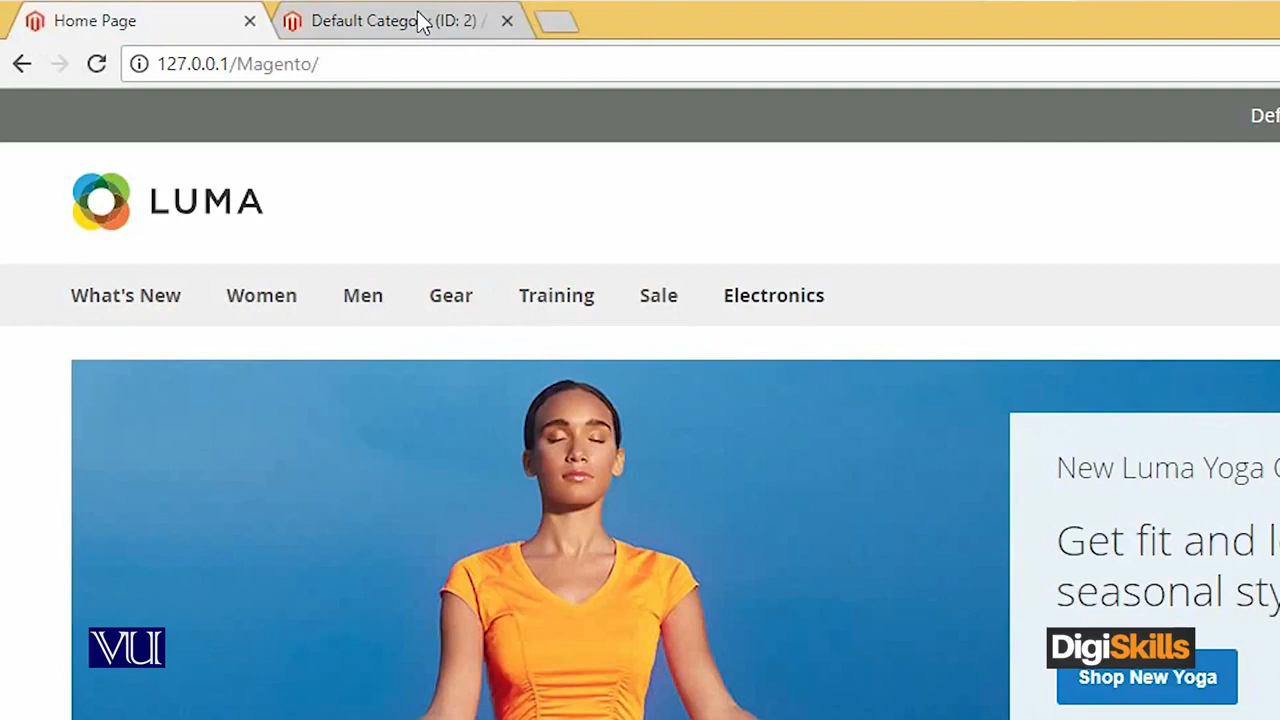 Home Page
Default Category (ID: 2) /
127.0.0.1/Magento/
Def
LUMA
What's New Women Men Gear Training Sale Electronics
New Luma Yoga C
Get fit and l
seasonal sty
Shop New Yoga
VU
DigiSkills